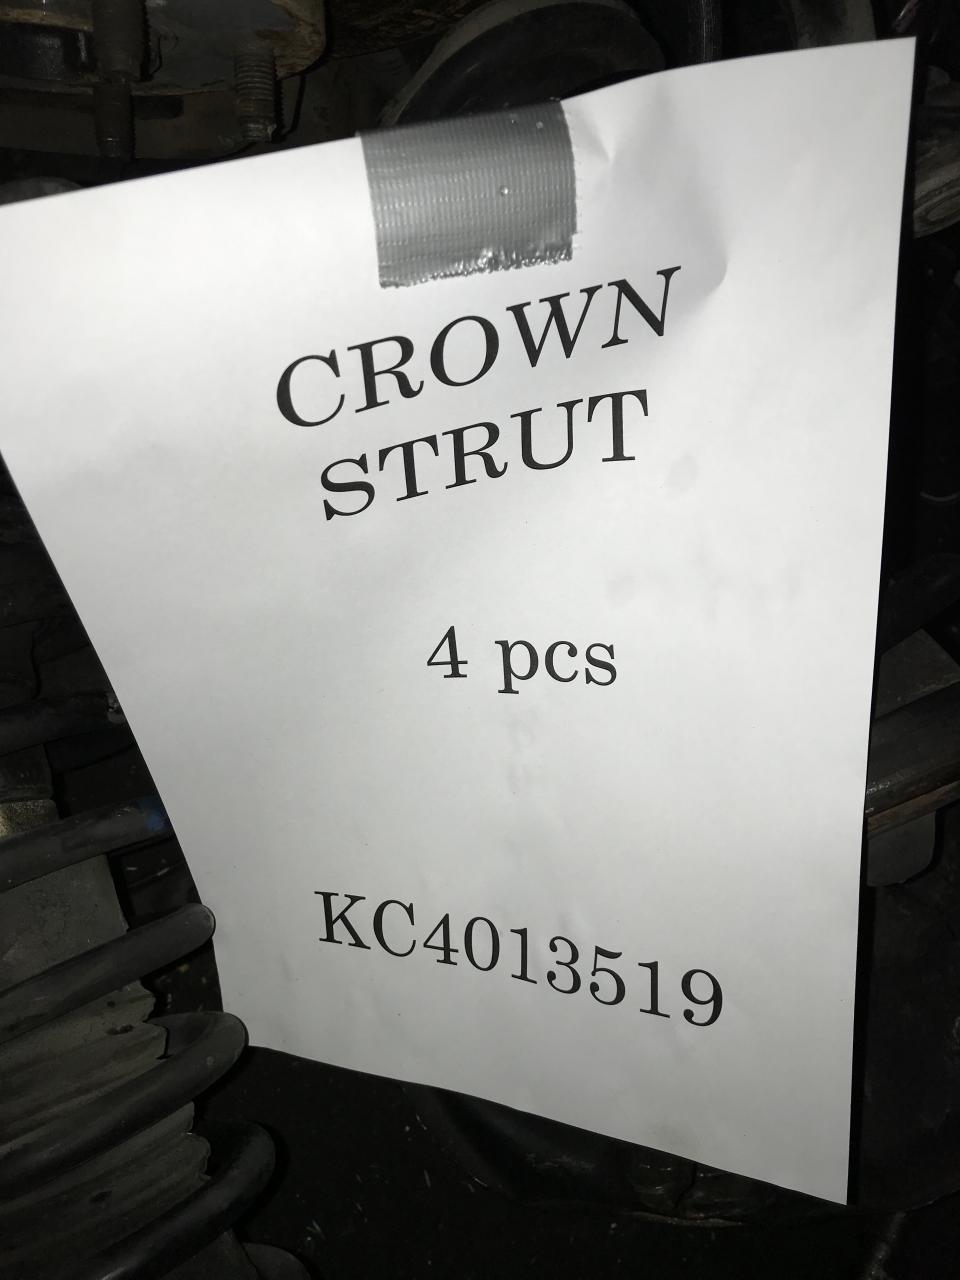 CROWN
STRUT
4 pcs
KC4013519